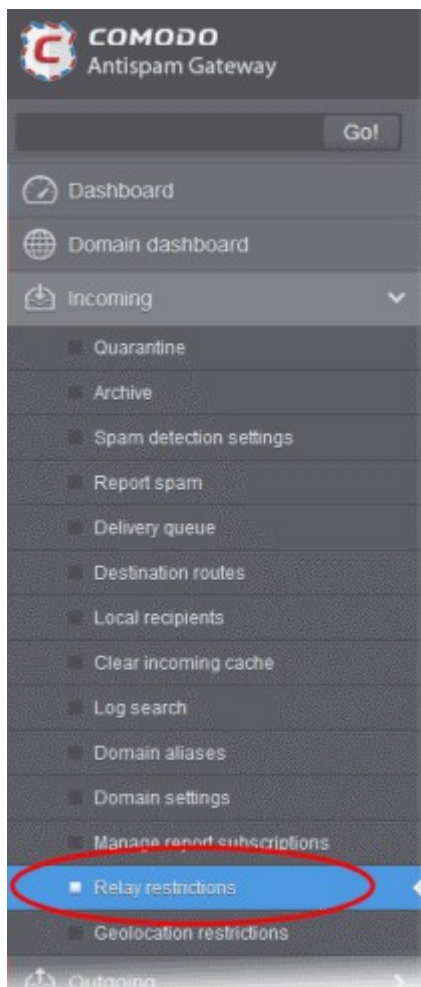 COMODO
Antispam Gateway
Go!
Dashboard
Domain dashboard
Incoming
Quarantine
Archive
Spam detection settings
Report spam
Delivery queue
Destination routes
Local recipients
Clear incoming cache
Log search
Domain aliases
Domain settings
Manage report subscriptions
Relay restrictions
Geolocation restrictions
Outgoing